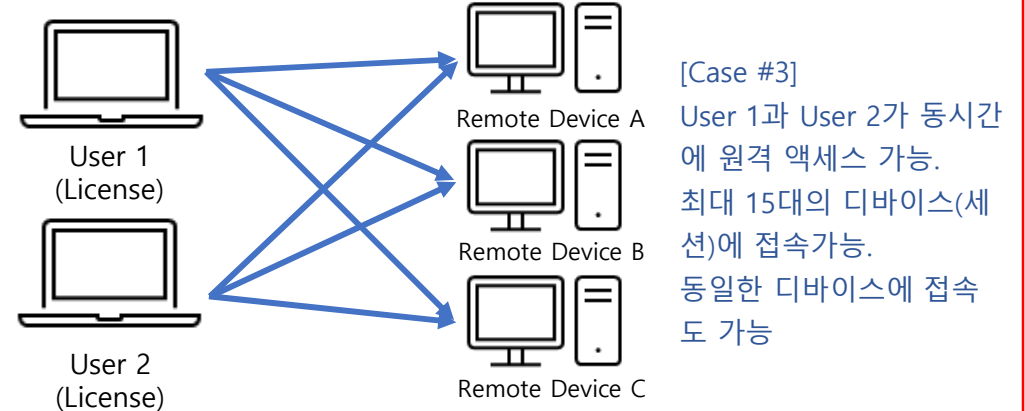 User 1
(License)
User 2
(License)
Remote Device A
Remote Device B
Remote Device C
[Case #3]
User 1과 User 2가 동시간
에 원격 액세스 가능.
최대 15대의 디바이스(세
션)에 접속가능.
동일한 디바이스에 접속
도 가능